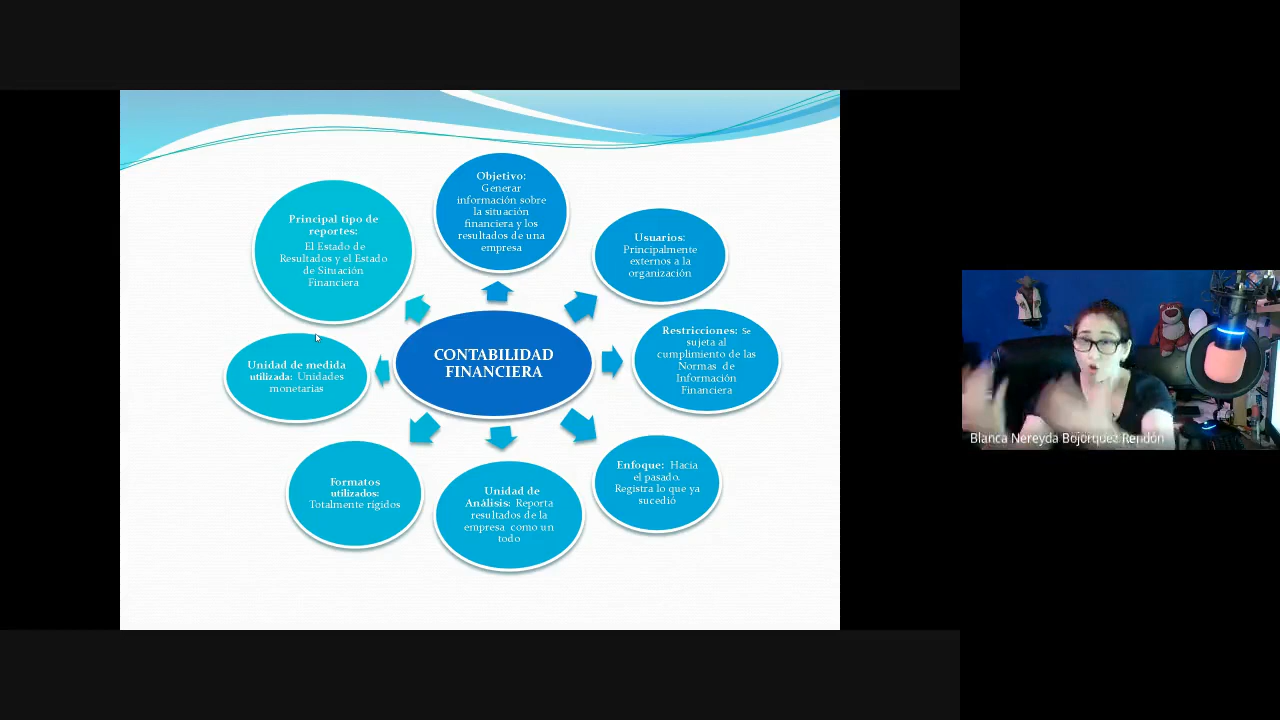 Objetivo:
Generar
información sobre
la situación
financiera y los
resultados de una
empresa
Usuarios:
Principalmente
externos a la
organización
Restricciones: Se
sujeta al
cumplimiento de las
Normas de
Información
Financiera
Enfoque: Hacia
el pasado.
Registra lo que ya
sucedió
Unidad de
Análisis: Reporta
resultados de la
empresa como un
todo
Formatos
utilizados:
Totalmente rígidos
Unidad de medida
utilizada: Unidades
monetarias
Principal tipo de
reportes:
El Estado de
Resultados y el Estado
de Situación
Financiera
CONTABILIDAD
FINANCIERA
Blanca Nereyda Bojorquez Rendón